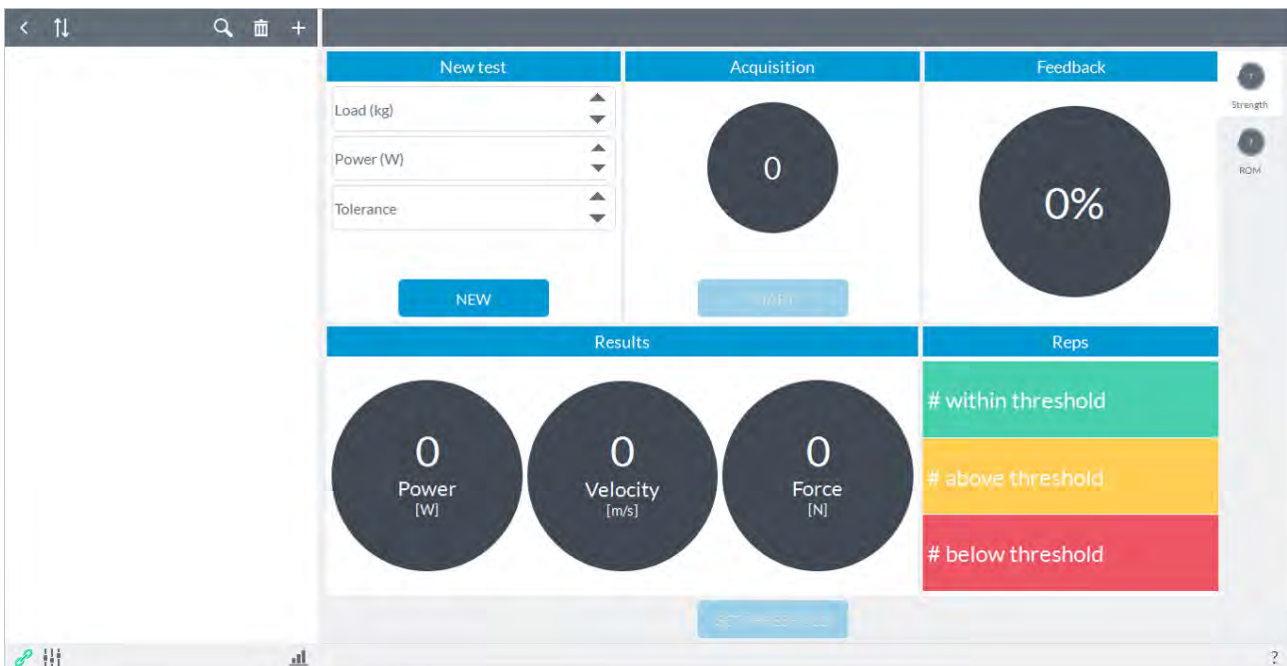 New test
Acquisition
Feedback
Load (kg)
Power (W)
Tolerance
0
0%
Strength
ROM
NEW
Results
Reps
0
Power
[W]
0
Velocity
[m/s]
0
Force
[N]
# within threshold
# above threshold
# below threshold
?